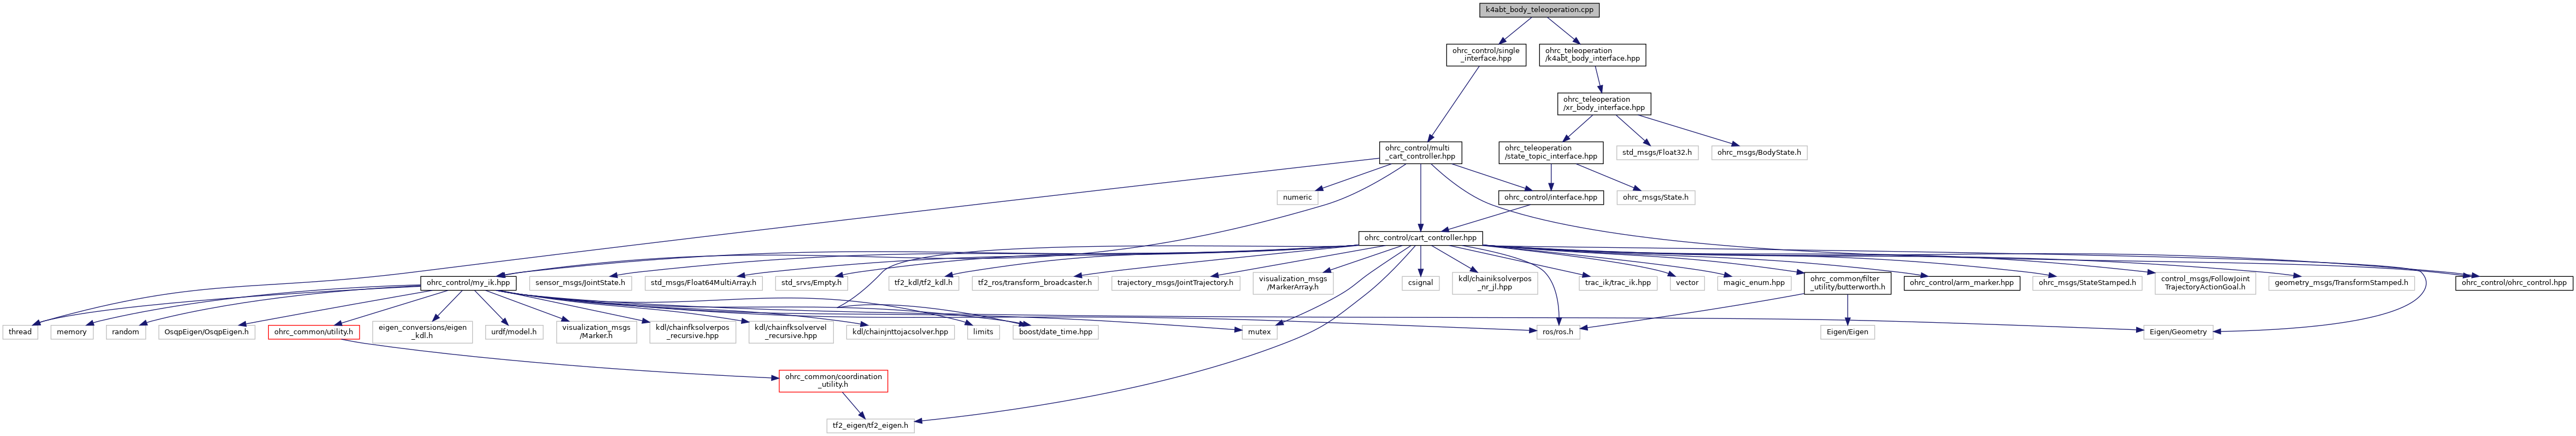 k4abt_body_teleoperation.cpp
ohrc_control/single
_interface.hpp
ohrc_teleoperation
/k4abt_body_interface.hpp
ohrc_teleoperation
/xr_body_interface.hpp
ohrc_control/multi
_cart_controller.hpp
ohrc_teleoperation
/state_topic_interface.hpp
std_msgs/Float32.h
ohrc_msgs/BodyState.h
numeric
ohrc_control/interface.hpp
ohrc_msgs/State.h
ohrc_control/cart_controller.hpp
ohrc_control/my_ik.hpp
sensor_msgs/JointState.h
std_msgs/Float64MultiArray.h
std_srvs/Empty.h
tf2_kdl/tf2_kdl.h
tf2_ros/transform_broadcaster.h
trajectory_msgs/JointTrajectory.h
visualization_msgs
/MarkerArray.h
csignal
kdl/chainiksolverpos
_nr_jl.hpp
trac_ik/trac_ik.hpp
vector
magic_enum.hpp
ohrc_common/filter
_utility/butterworth.h
ohrc_control/arm_marker.hpp
ohrc_msgs/StateStamped.h
control_msgs/FollowJoint
TrajectoryActionGoal.h
geometry_msgs/TransformStamped.h
ohrc_control/ohrc_control.hpp
thread
memory
random
OsqpEigen/OsqpEigen.h
ohrc_common/utility.h
eigen_conversions/eigen
_kdl.h
urdf/model.h
visualization_msgs
/Marker.h
kdl/chainfksolverpos
_recursive.hpp
kdl/chainfksolvervel
_recursive.hpp
kdl/chainjnttojacsolver.hpp
limits
boost/date_time.hpp
mutex
ros/ros.h
Eigen/Eigen
Eigen/Geometry
ohrc_common/coordination
_utility.h
tf2_eigen/tf2_eigen.h